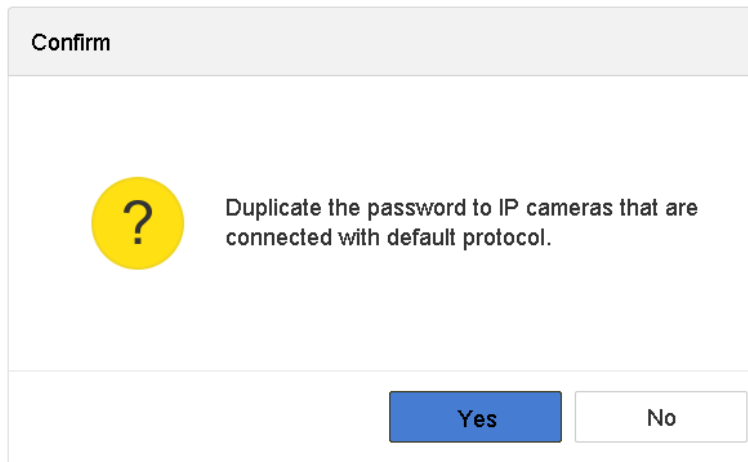 Confirm
?
Duplicate the password to IP cameras that are
connected with default protocol.
Yes
No